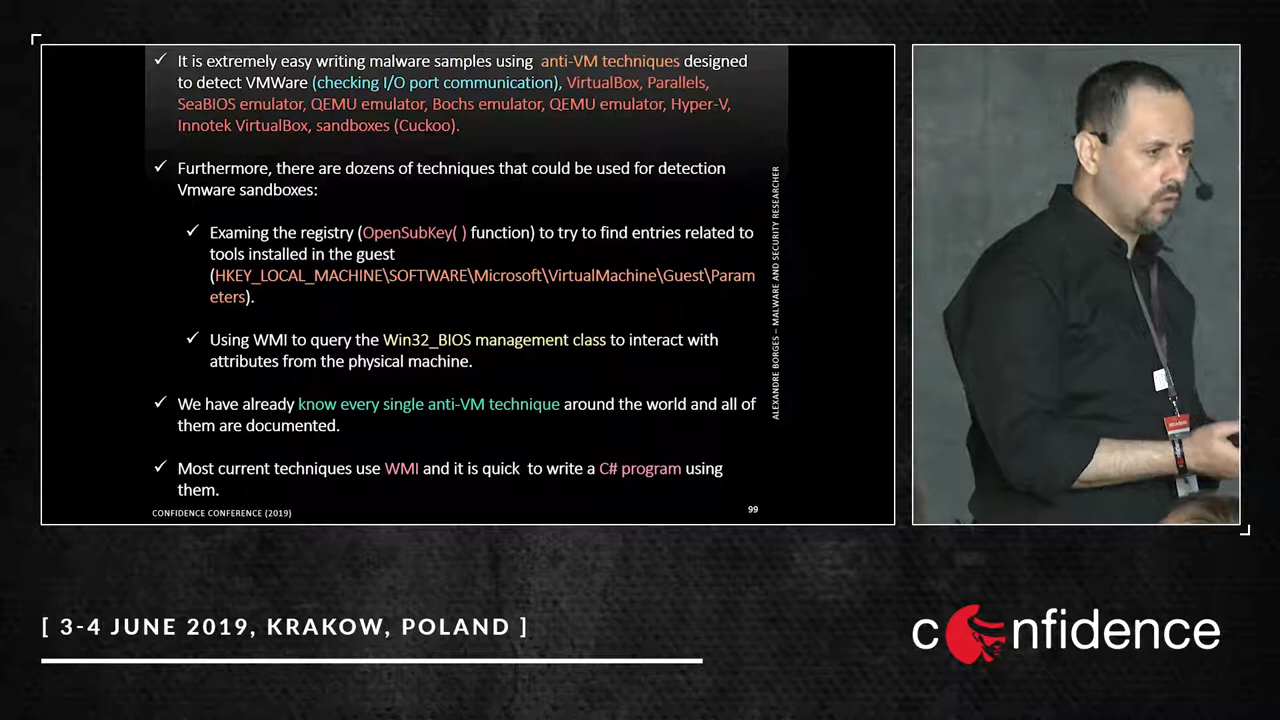 ✓ It is extremely easy writing malware samples using anti-VM techniques designed
to detect VMWare (checking I/O port communication), VirtualBox, Parallels,
SeaBIOS emulator, QEMU emulator, Bochs emulator, QEMU emulator, Hyper-V,
Innotek VirtualBox, sandboxes (Cuckoo).
✓ Furthermore, there are dozens of techniques that could be used for detection
Vmware sandboxes:
✓ Examing the registry (OpenSubKey( ) function) to try to find entries related to
tools installed in the guest
(HKEY_LOCAL_MACHINE\SOFTWARE\Microsoft\VirtualMachine\Guest\Param
eters).
✓ Using WMI to query the Win32_BIOS management class to interact with
attributes from the physical machine.
✓ We have already know every single anti-VM technique around the world and all of
them are documented.
✓ Most current techniques use WMI and it is quick to write a C# program using
them.
CONFIDENCE CONFERENCE (2019)
99
ALEXANDRE BORGES – MALWARE AND SECURITY RESEARCHER
[ 3-4 JUNE 2019, KRAKOW, POLAND ]
confidence